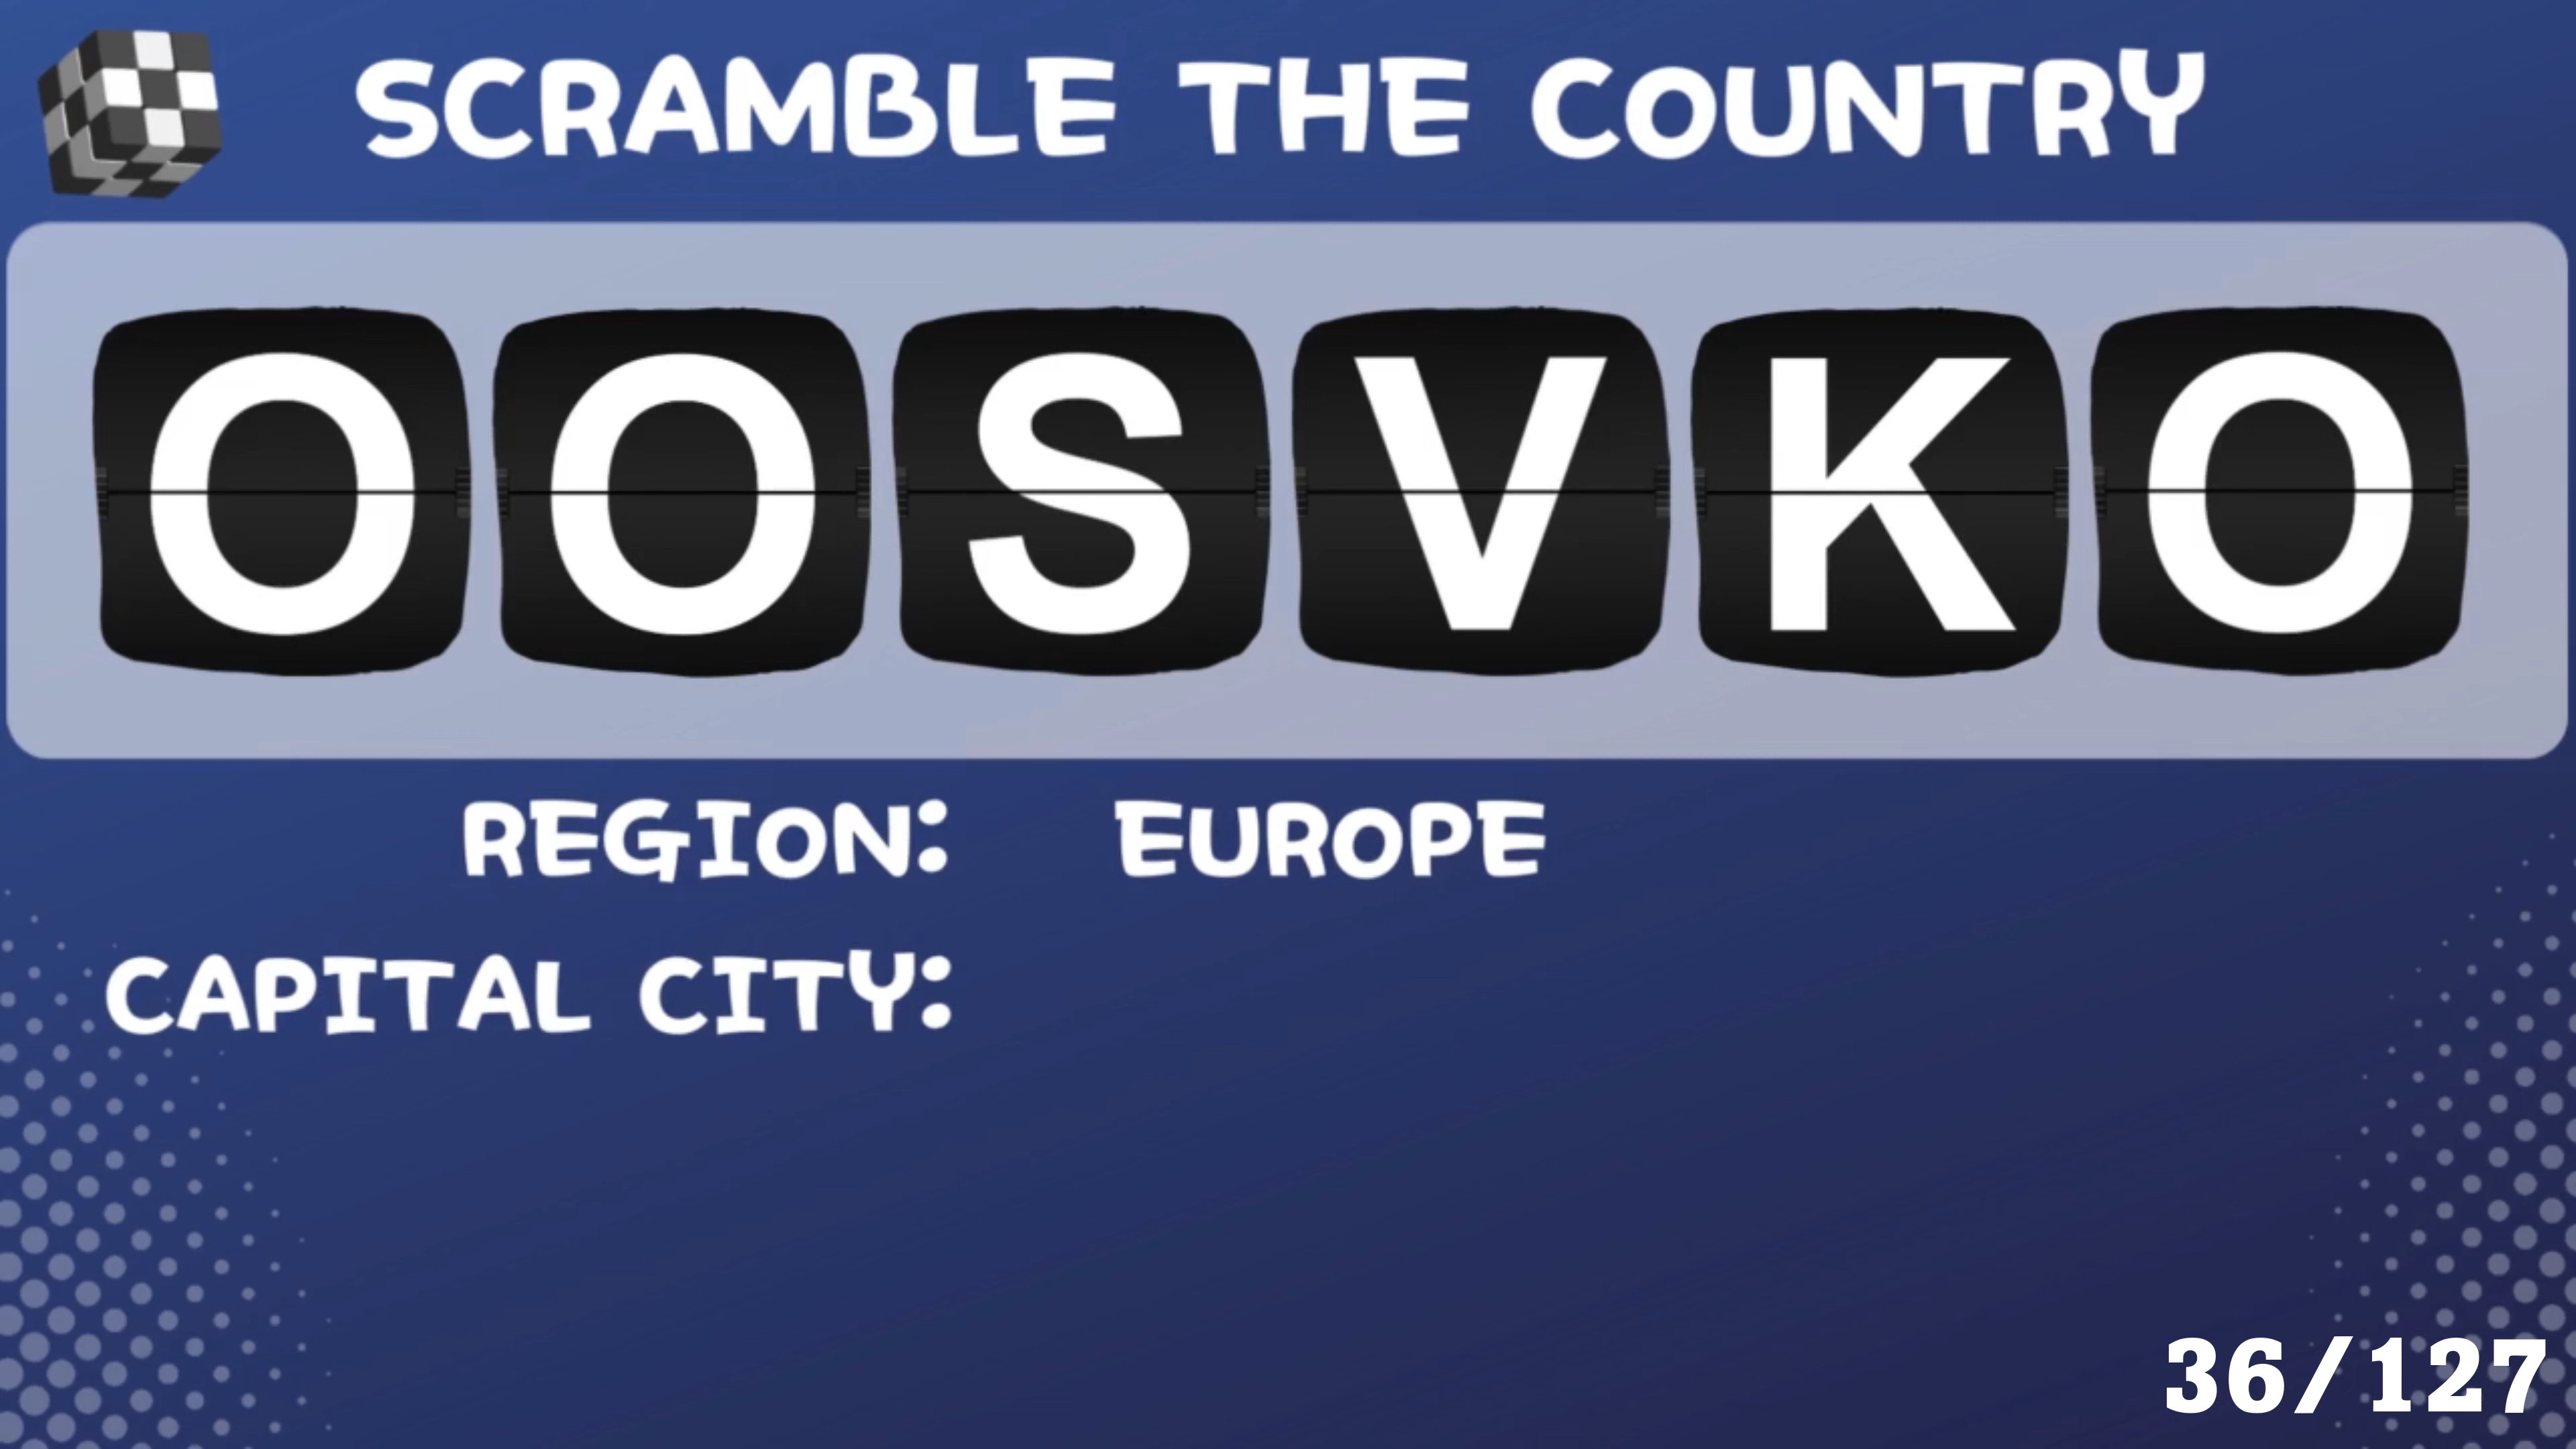 SCRAMBLE THE COUNTRY
OOSVKO
REGION: EUROPE
CAPITAL CITY:
36/127